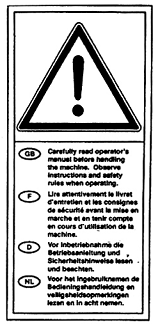 GB Carefully read operator's
manual before handling
the machine. Observe
instructions and safety
rules when operating.
F Lire attentivement le livret
d'entretien et les consignes
de sécurité avant la mise en
marche et en tenir compte
en cours d'utilisation de la
machine.
D Vor Inbetriebnahme die
Betriebsanleitung und
Sicherheitshinweise lesen
und beachten.
NL Voor het ingebruiknemen de
Bedieningshandleiding en
veiligheidsopmerkingen
lezen en in acht nemen.